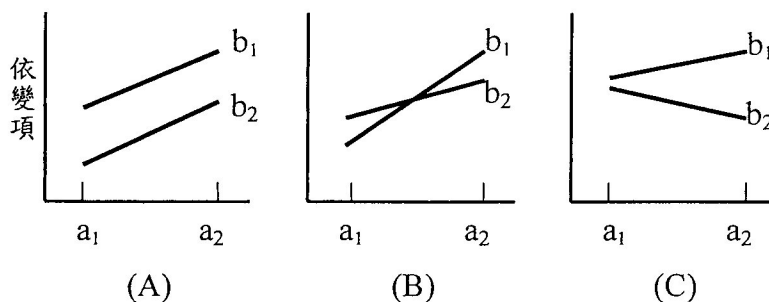 依變項
b₁
b₂
a₁ a₂
(A)
b₁
b₂
a₁ a₂
(B)
b₁
b₂
a₁ a₂
(C)